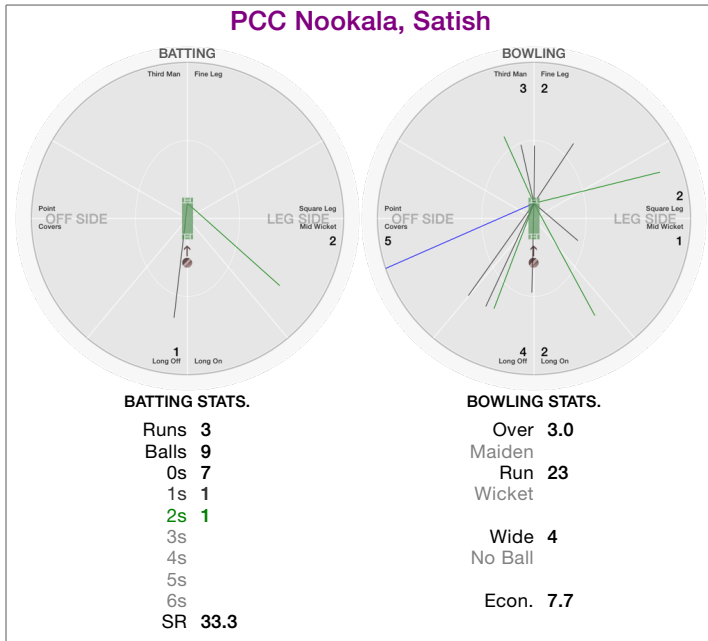 PCC Nookala, Satish
BATTING
Third Man Fine Leg
Point Square Leg
OFF SIDE LEG SIDE
Covers Mid Wicket
2
1
Long Off Long On
BATTING STATS.
Runs 3
Balls 9
0s 7
1s 1
2s 1
3s
4s
5s
6s
SR 33.3
BOWLING
Third Man Fine Leg
3 2
2
Point Square Leg
OFF SIDE LEG SIDE
Covers Mid Wicket
5 1
4 2
Long Off Long On
BOWLING STATS.
Over 3.0
Maiden
Run 23
Wicket
Wide 4
No Ball
Econ. 7.7